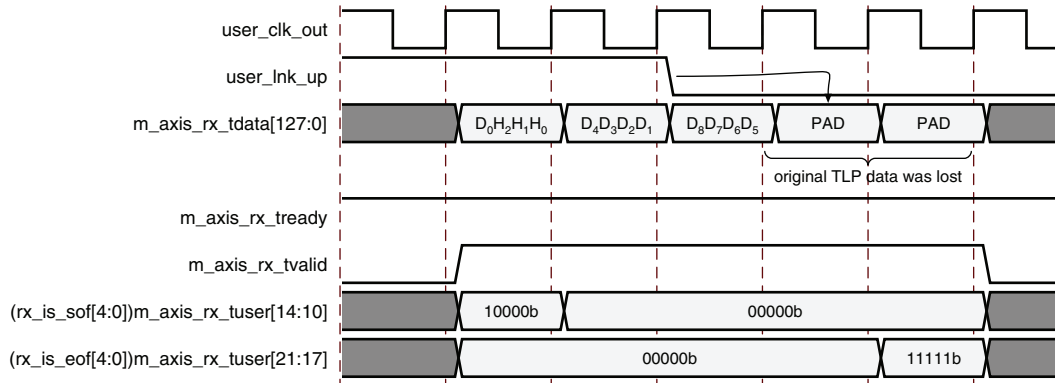 user_clk_out
user_lnk_up
m_axis_rx_tdata[127:0] D₀H₂H₁H₀ D₄D₃D₂D₁ D₈D₇D₆D₅ PAD PAD
original TLP data was lost
m_axis_rx_tready
m_axis_rx_tvalid
(rx_is_sof[4:0])m_axis_rx_tuser[14:10] 10000b 00000b
(rx_is_eof[4:0])m_axis_rx_tuser[21:17] 00000b 11111b